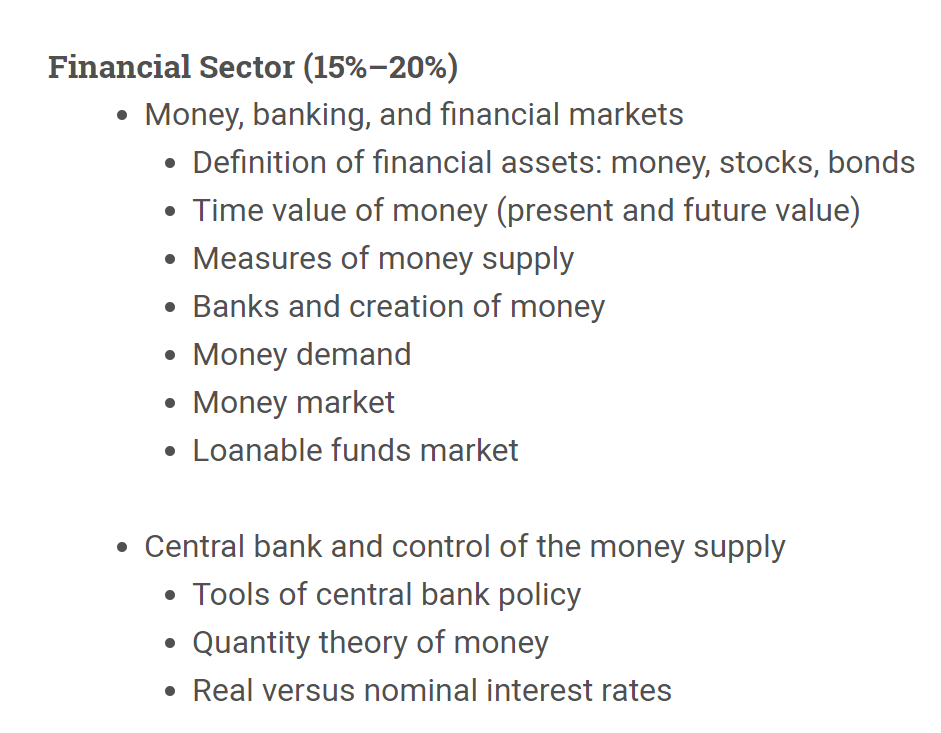 Financial Sector (15%–20%)
• Money, banking, and financial markets
• Definition of financial assets: money, stocks, bonds
• Time value of money (present and future value)
• Measures of money supply
• Banks and creation of money
• Money demand
• Money market
• Loanable funds market
• Central bank and control of the money supply
• Tools of central bank policy
• Quantity theory of money
• Real versus nominal interest rates